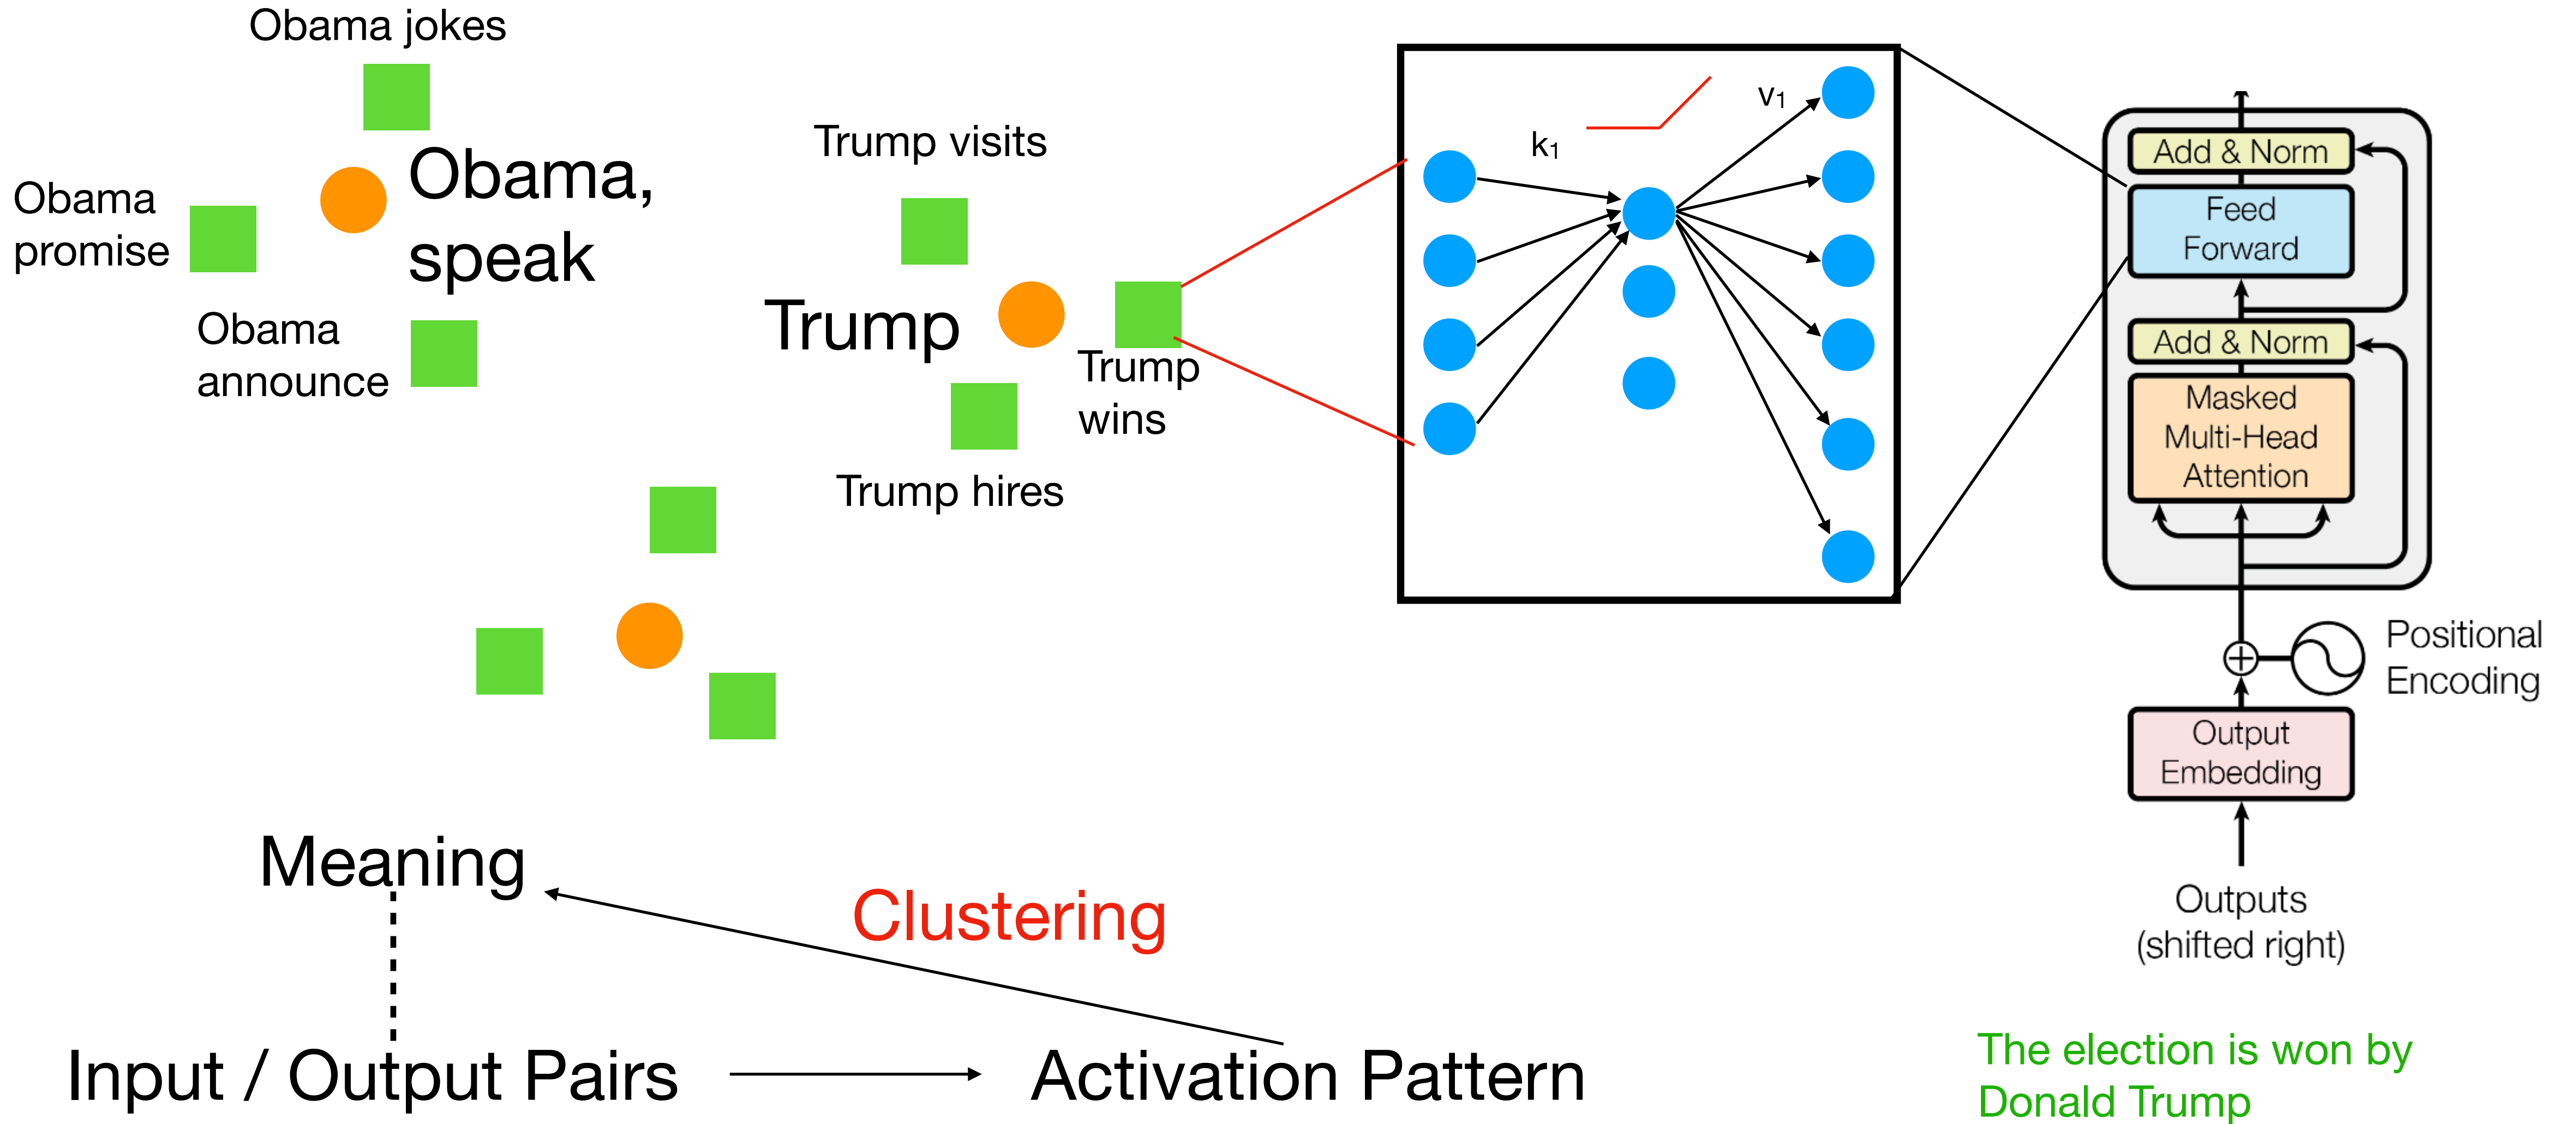 Obama jokes
Obama
promise
Obama,
speak
Obama
announce
Trump visits
Trump
Trump
wins
Trump hires
k₁
v₁
Add & Norm
Feed
Forward
Add & Norm
Masked
Multi-Head
Attention
Positional
Encoding
Output
Embedding
Outputs
(shifted right)
Meaning
Clustering
Input / Output Pairs
Activation Pattern
The election is won by
Donald Trump